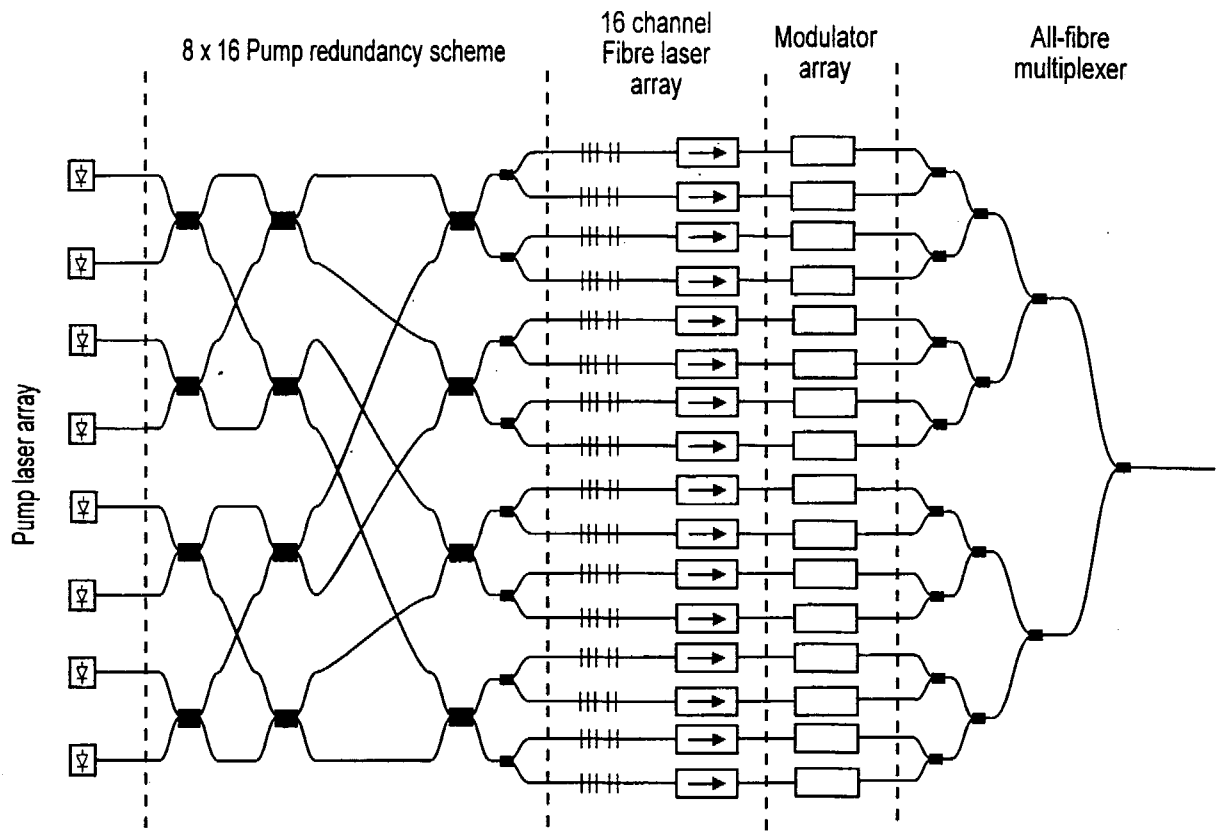 8 x 16 Pump redundancy scheme
16 channel
Fibre laser
array
Modulator
array
All-fibre
multiplexer
Pump laser array